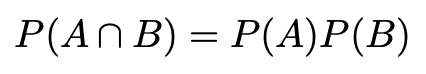 P(A ∩ B) = P(A)P(B)